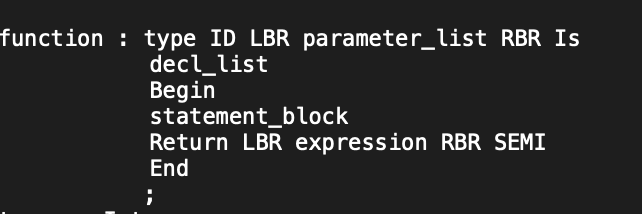 function : type ID LBR parameter_list RBR Is
decl_list
Begin
statement_block
Return LBR expression RBR SEMI
End
;